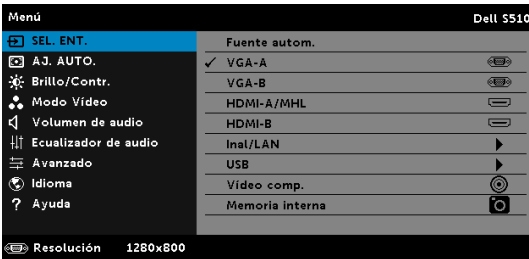 Menú Dell S510
SEL. ENT.
AJ. AUTO.
Brillo/Contr.
Modo Vídeo
Volumen de audio
Ecualizador de audio
Avanzado
Idioma
? Ayuda
Fuente autom.
✓ VGA-A
VGA-B
HDMI-A/MHL
HDMI-B
Inal/LAN
USB
Vídeo comp.
Memoria interna
Resolución 1280x800